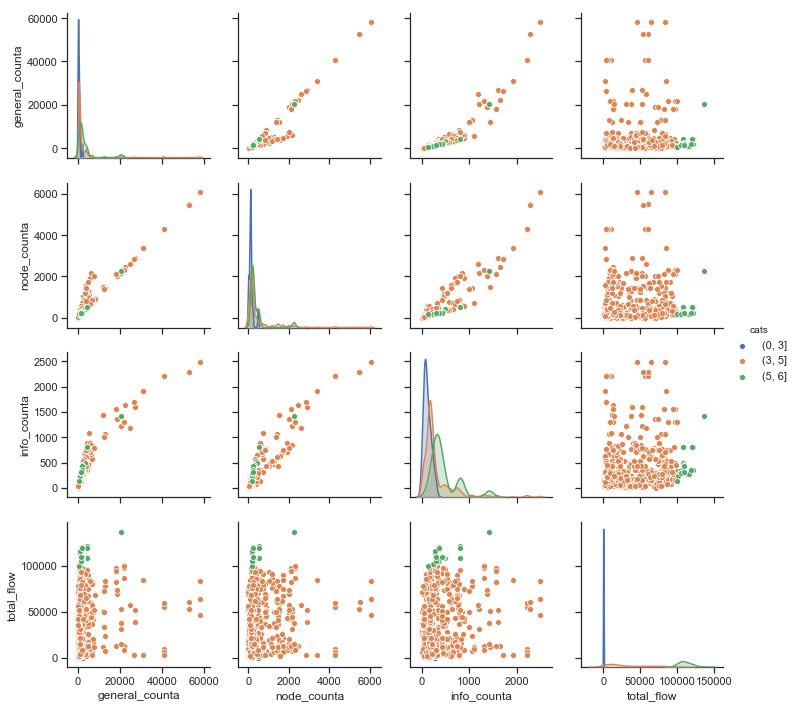 60000
40000
20000
0
general_counta
6000
4000
2000
0
node_counta
2500
2000
1500
1000
500
0
info_counta
cats
(0, 3]
(3, 5]
(5, 6]
100000
50000
0
total_flow
0 20000 40000 60000
general_counta
0 2000 4000 6000
node_counta
0 1000 2000
info_counta
0 50000 100000 150000
total_flow